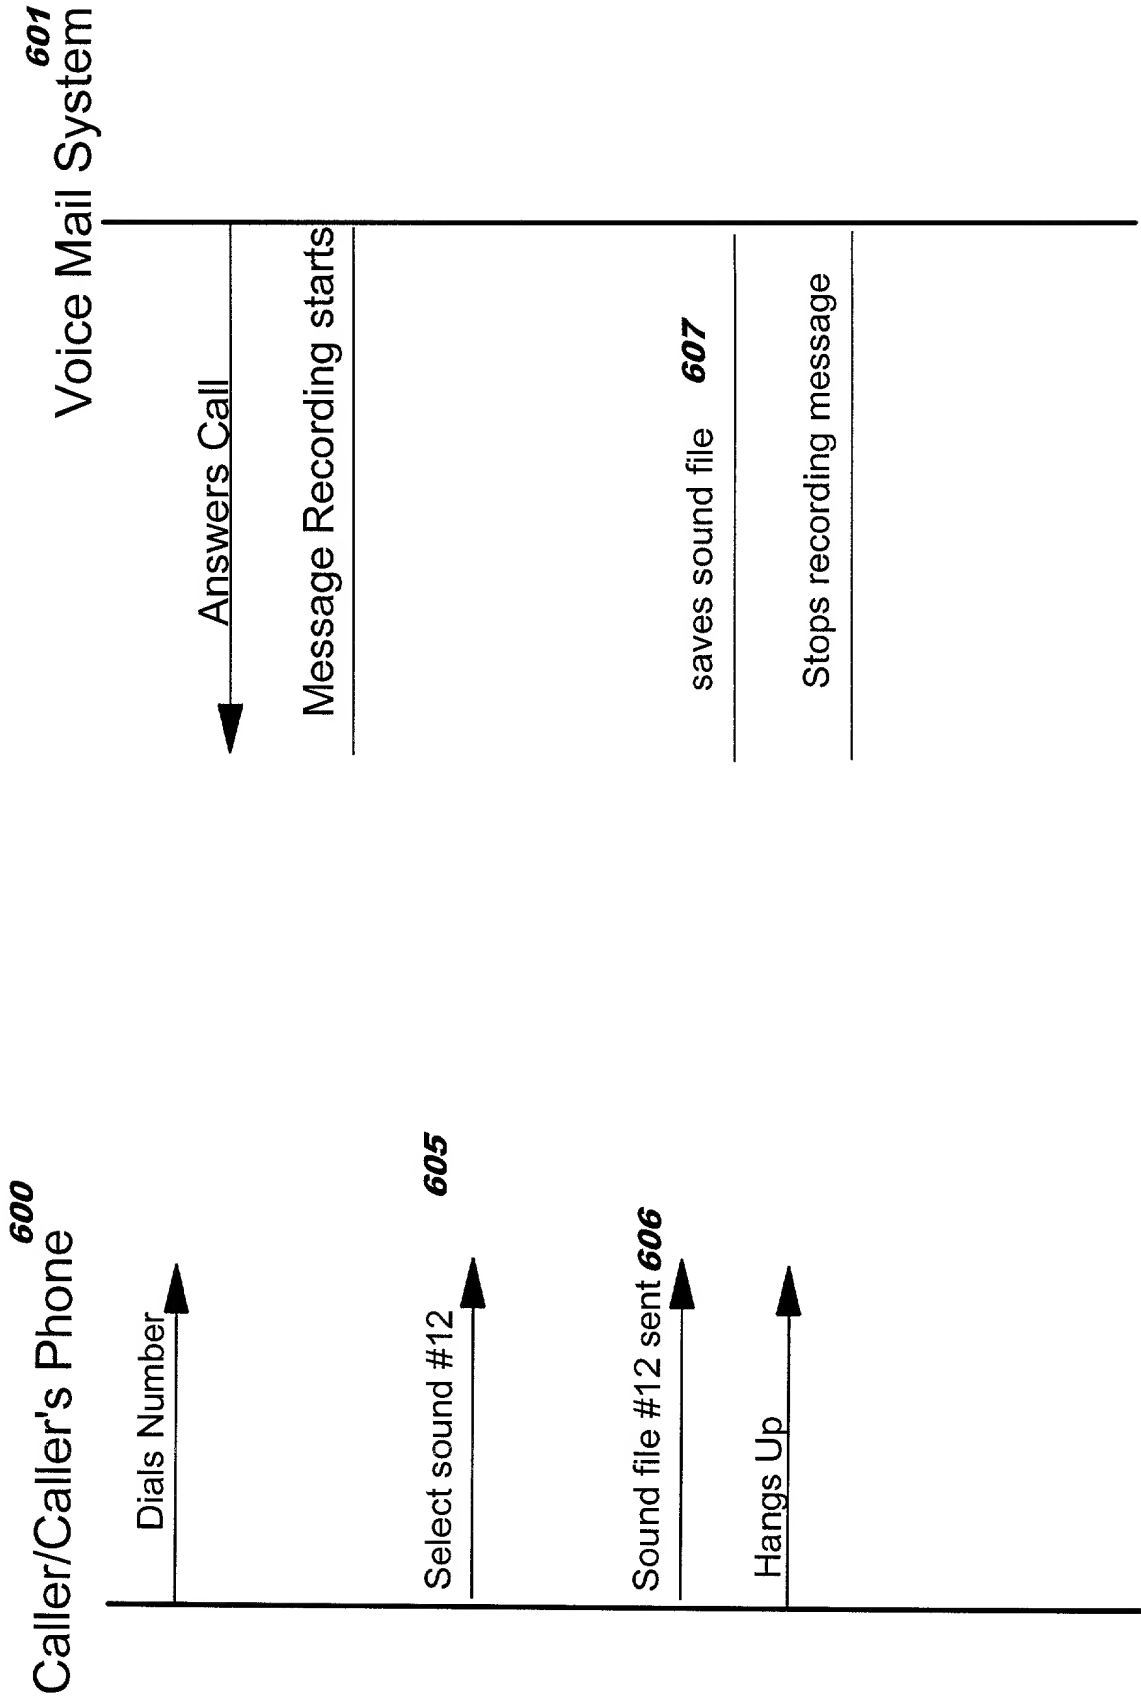 600
Caller/Caller's Phone
601
Voice Mail System
Dials Number
Answers Call
Message Recording starts
Select sound #12 605
Sound file #12 sent 606
saves sound file 607
Hangs Up
Stops recording message